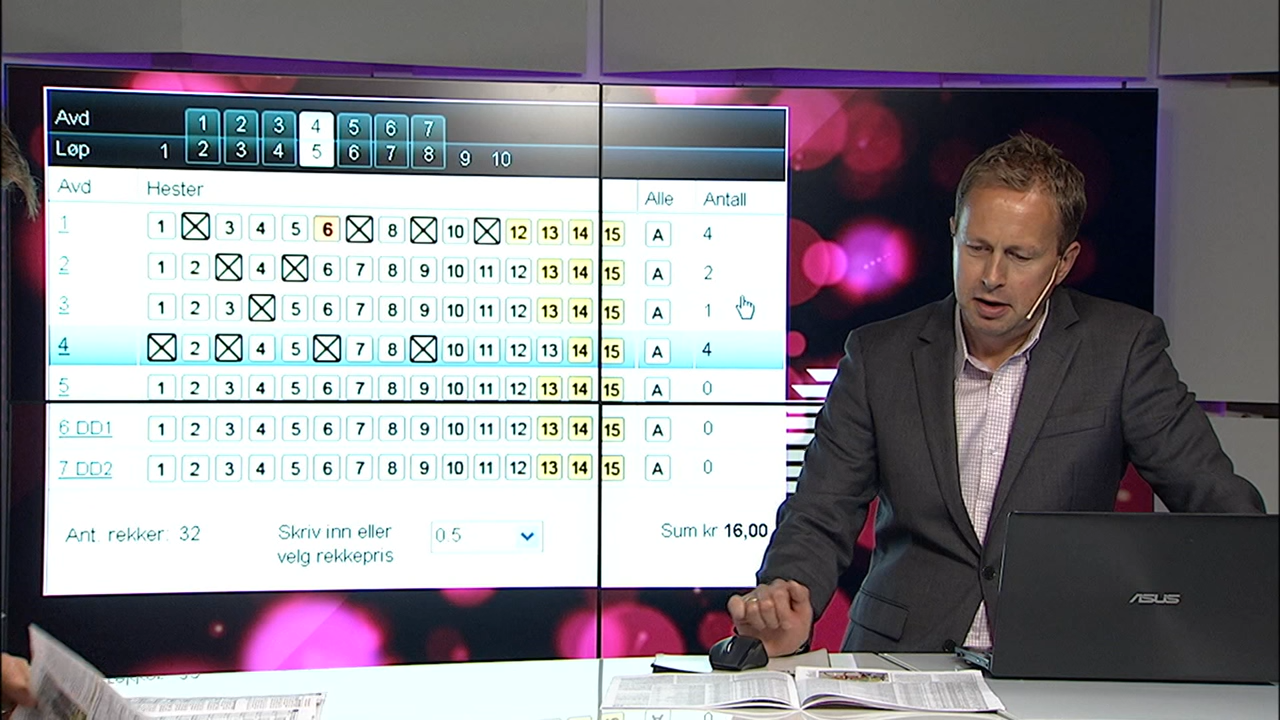 Avd 1 2 3 4 5 6 7
Løp 1 2 3 4 5 6 7 8 9 10
Avd Hester Alle Antall
1 1 3 4 5 6 8 10 12 13 14 15 A 4
2 1 2 4 6 7 8 9 10 11 12 13 14 15 A 2
3 1 2 3 5 6 7 8 9 10 11 12 13 14 15 A 1
4 2 4 5 7 8 10 11 12 13 14 15 A 4
5 1 2 3 4 5 6 7 8 9 10 11 12 13 14 15 A 0
6 DD1 1 2 3 4 5 6 7 8 9 10 11 12 13 14 15 A 0
7 DD2 1 2 3 4 5 6 7 8 9 10 11 12 13 14 15 A 0
Ant. rekker: 32 Skriv inn eller 0.5 Sum kr 16,00
velg rekkepris
ASUS